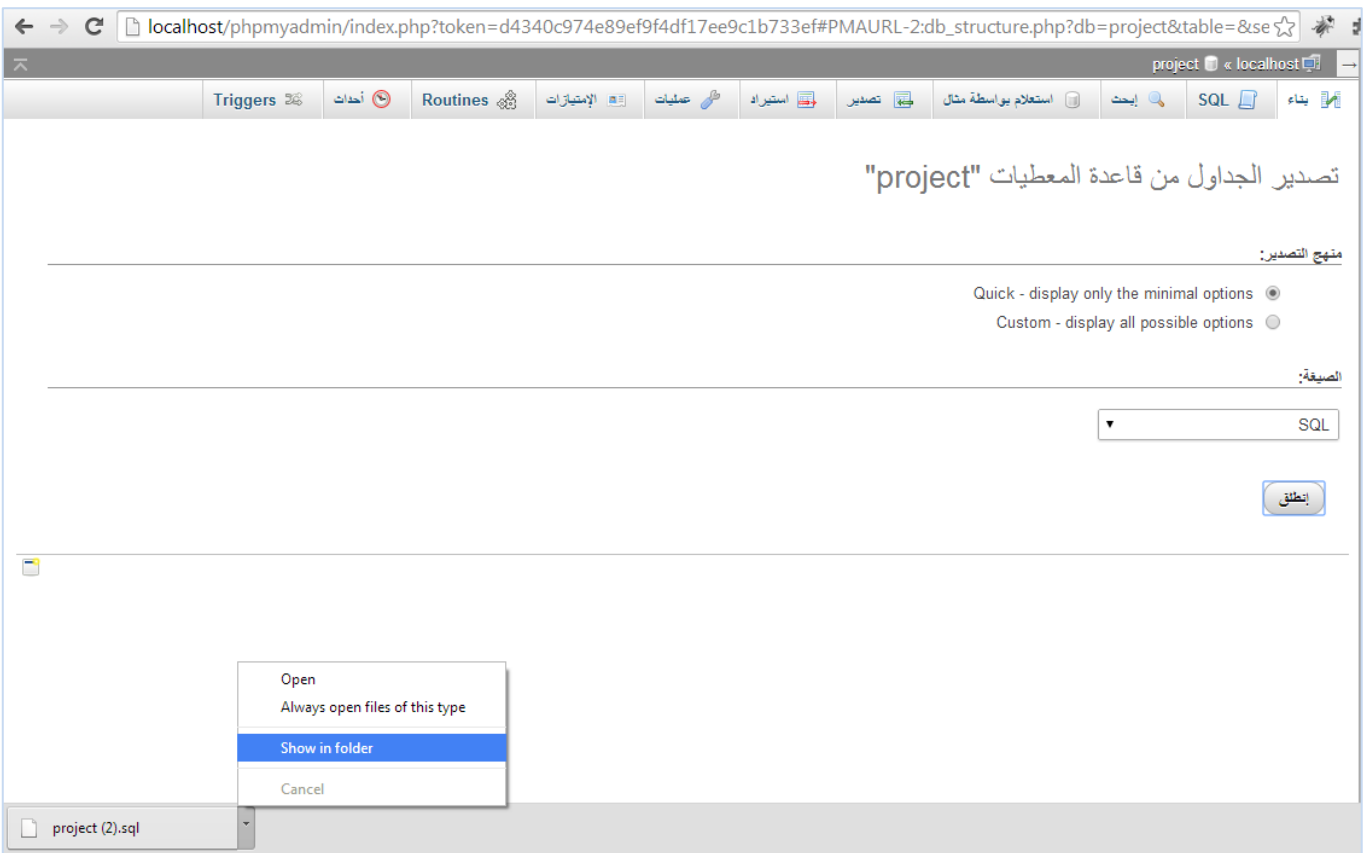 localhost/phpmyadmin/index.php?token=d4340c974e89ef9f4df17ee9c1b733ef#PMAURL-2:db_structure.php?db=project&table=&se
localhost » project
بناء SQL إبحث استعلام بواسطة مثال تصدير استيراد عمليات الإمتيازات Routines أحداث Triggers
تصدير الجداول من قاعدة المعطيات "project"
منهج التصدير:
Quick - display only the minimal options
Custom - display all possible options
الصيغة:
SQL
إنطلق
Open
Always open files of this type
Show in folder
Cancel
project (2).sql